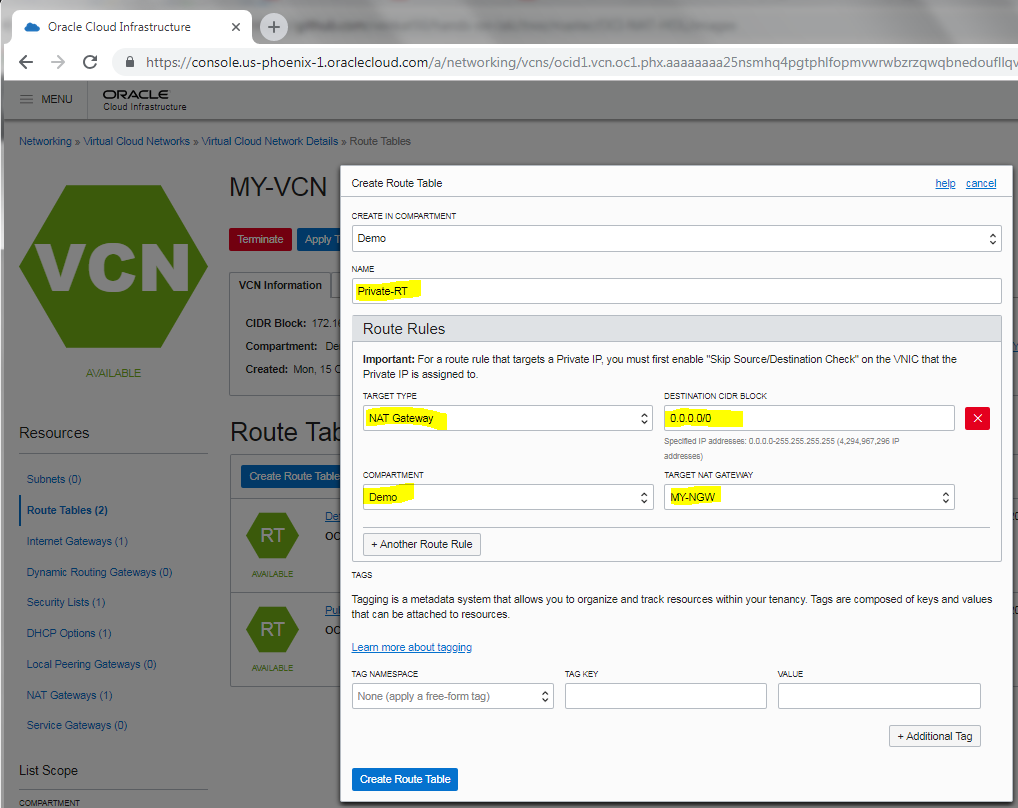 Oracle Cloud Infrastructure
https://console.us-phoenix-1.oraclecloud.com/a/networking/vcns/ocid1.vcn.oc1.phx.aaaaaaaa25nsmhq4pgtphlfopmvwrwbzrzqwqbnedoufllqv
MENU
ORACLE
Cloud Infrastructure
Networking » Virtual Cloud Networks » Virtual Cloud Network Details » Route Tables
VCN
AVAILABLE
MY-VCN
Terminate
Apply T
VCN Information
CIDR Block: 172.16
Compartment: De
Created: Mon, 15 O
Resources
Subnets (0)
Route Tables (2)
Internet Gateways (1)
Dynamic Routing Gateways (0)
Security Lists (1)
DHCP Options (1)
Local Peering Gateways (0)
NAT Gateways (1)
Service Gateways (0)
List Scope
COMPARTMENT
Route Tab
Create Route Table
RT
AVAILABLE
De
OC
RT
AVAILABLE
Pu
OC
Create Route Table
help cancel
CREATE IN COMPARTMENT
Demo
NAME
Private-RT
Route Rules
Important: For a route rule that targets a Private IP, you must first enable "Skip Source/Destination Check" on the VNIC that the
Private IP is assigned to.
TARGET TYPE
NAT Gateway
DESTINATION CIDR BLOCK
0.0.0.0/0
Specified IP addresses: 0.0.0.0-255.255.255.255 (4,294,967,296 IP
addresses)
COMPARTMENT
Demo
TARGET NAT GATEWAY
MY-NGW
+ Another Route Rule
TAGS
Tagging is a metadata system that allows you to organize and track resources within your tenancy. Tags are composed of keys and values
that can be attached to resources.
Learn more about tagging
TAG NAMESPACE
None (apply a free-form tag)
TAG KEY
VALUE
+ Additional Tag
Create Route Table